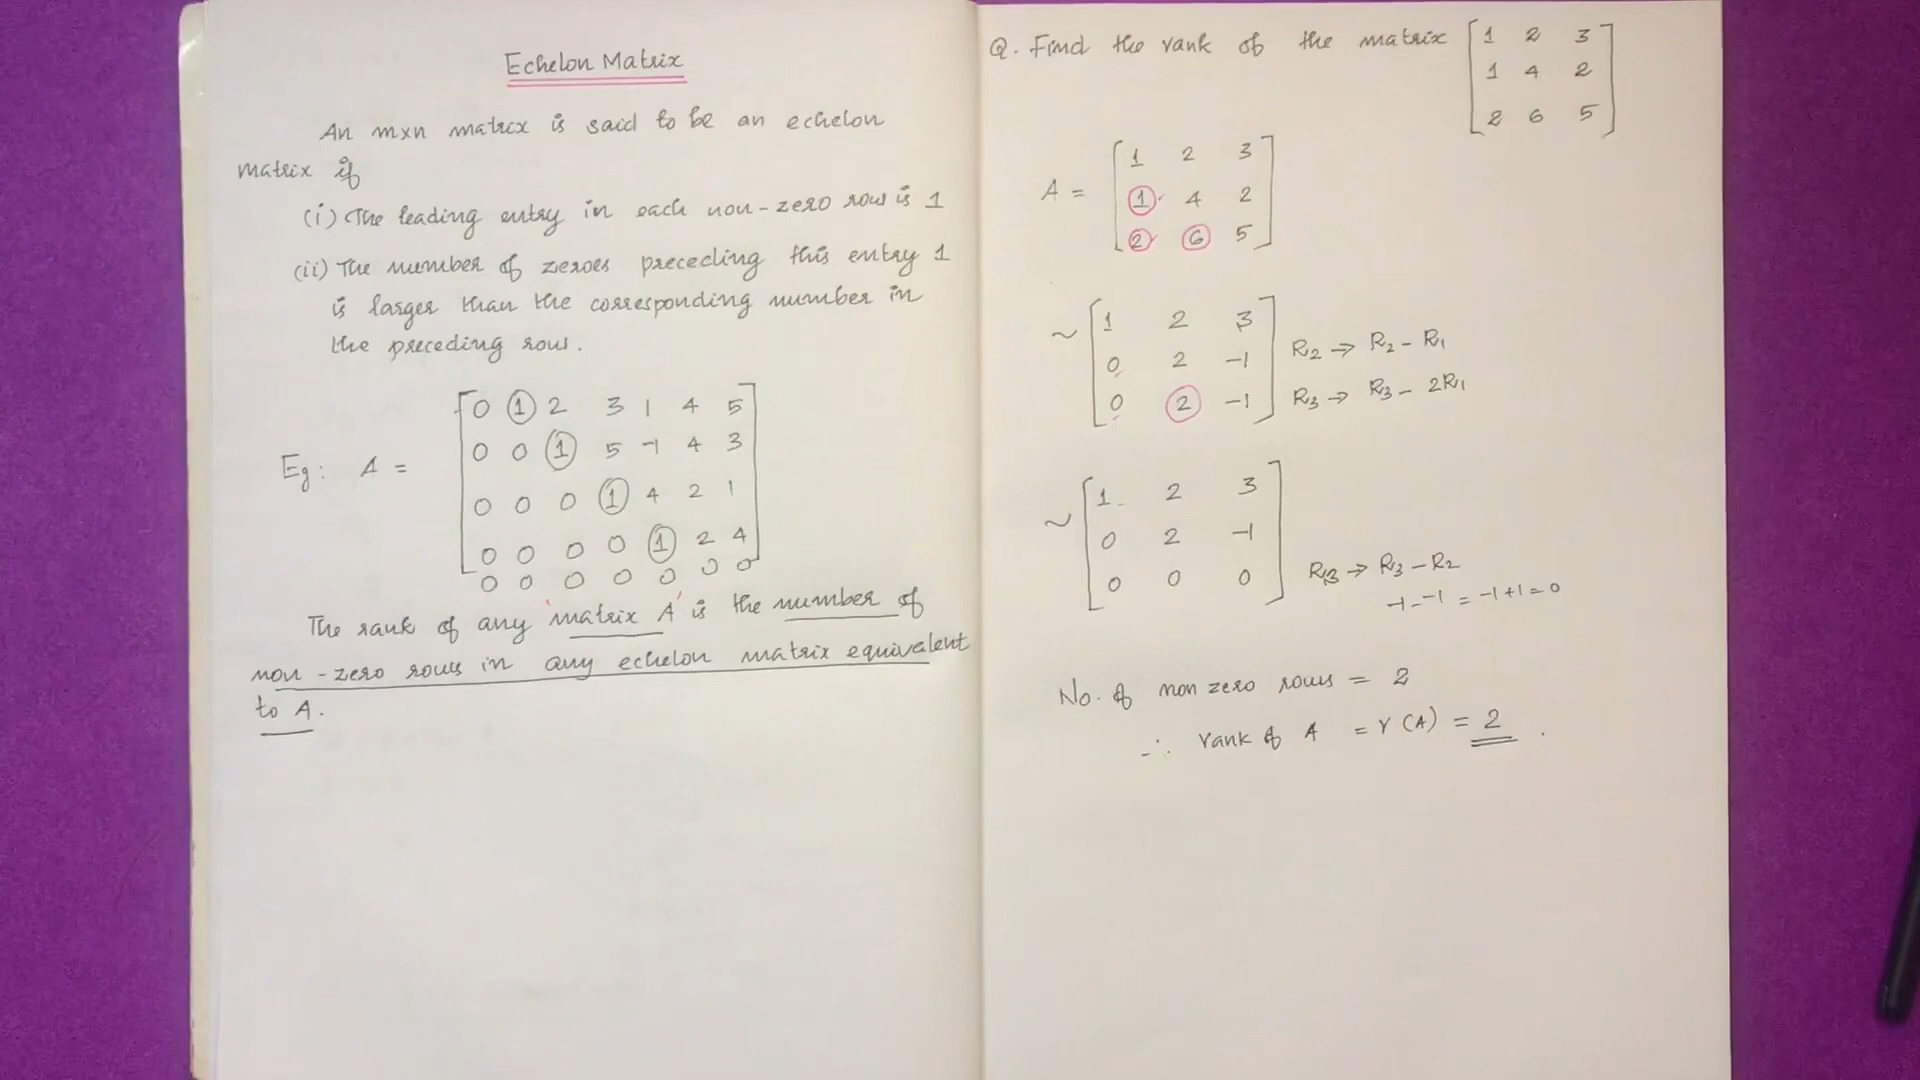 Echelon Matrix
An mxn matrix is said to be an echelon
matrix if
(i) The leading entry in each non-zero row is 1
(ii) The number of zeroes preceding this entry 1
is larger than the corresponding number in
the preceding row.
Eg: A =
0 1 2 3 1 4 5
0 0 1 5 -1 4 3
0 0 0 1 4 2 1
0 0 0 0 1 2 4
0 0 0 0 0 0 0
The rank of any 'matrix A' is the number of
non-zero rows in any echelon matrix equivalent
to A.
Q. Find the rank of the matrix
1 2 3
1 4 2
2 6 5
A =
1 2 3
1 4 2
2 6 5
~
1 2 3
0 2 -1 R2 → R2 - R1
0 2 -1 R3 → R3 - 2R1
~
1 2 3
0 2 -1
0 0 0 R3 → R3 - R2
-1 - -1 = -1+1=0
No. of non zero rows = 2
∴ rank of A = r (A) = 2.